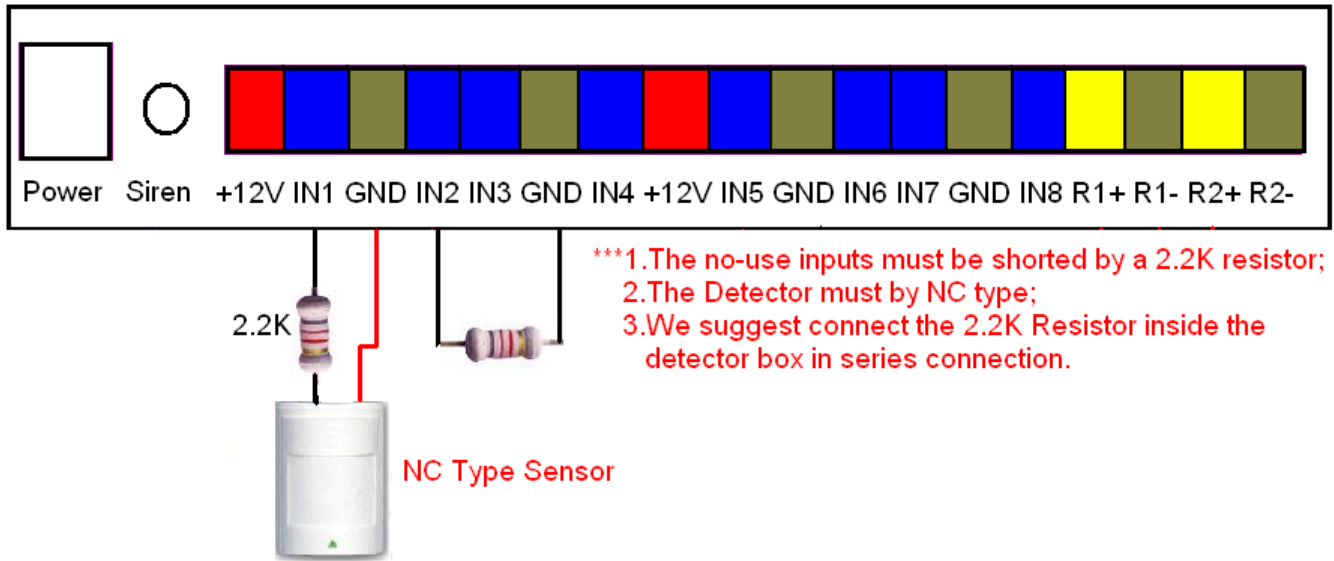 Power Siren +12V IN1 GND IN2 IN3 GND IN4 +12V IN5 GND IN6 IN7 GND IN8 R1+ R1- R2+ R2-
***1.The no-use inputs must be shorted by a 2.2K resistor;
2.The Detector must by NC type;
3.We suggest connect the 2.2K Resistor inside the
detector box in series connection.
2.2K
NC Type Sensor